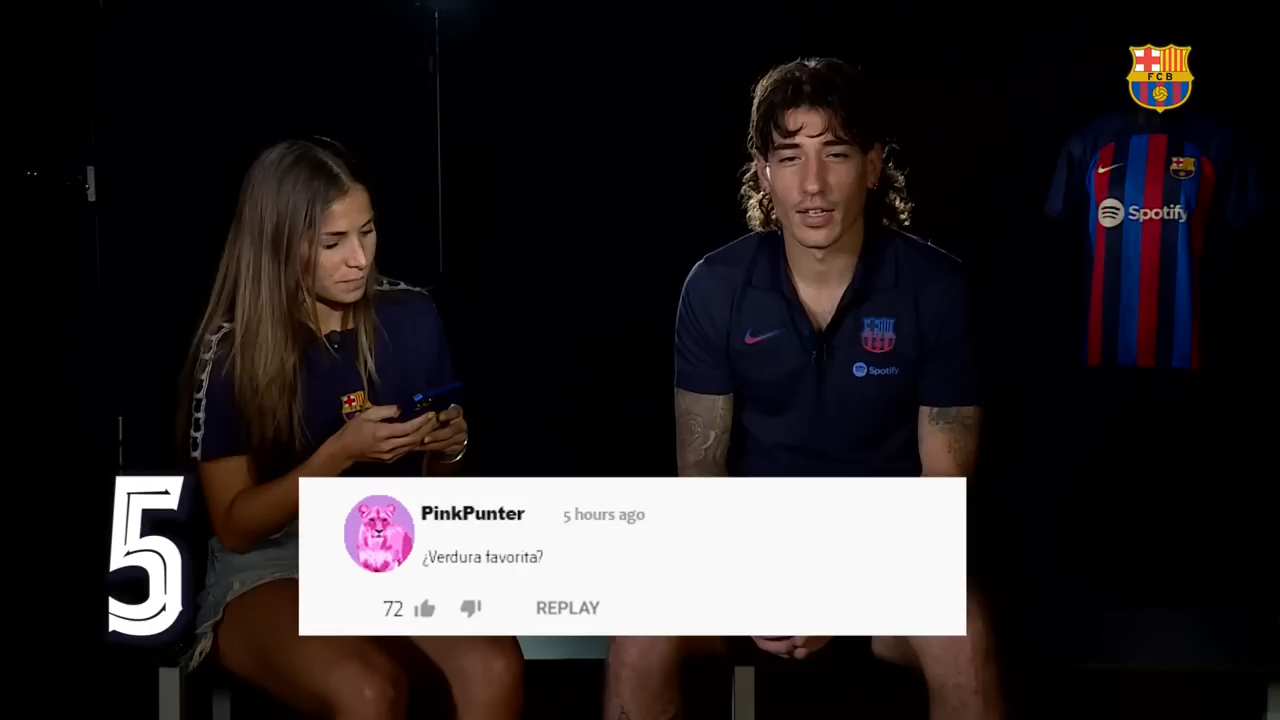 FCB
Spotify
Spotify
5
PinkPunter 5 hours ago
¿Verdura favorita?
72 REPLAY